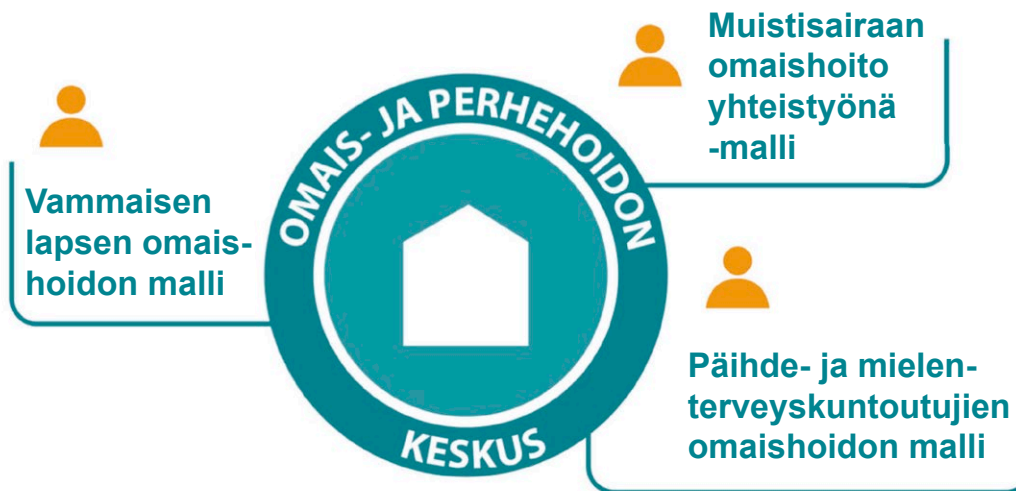 Muistisairaan
omaishoito
yhteistyönä
-malli
OMAIS- JA PERHEHOIDON
KESKUS
Vammaisen
lapsen omais-
hoidon malli
Päihde- ja mielen-
terveyskuntoutujien
omaishoidon malli